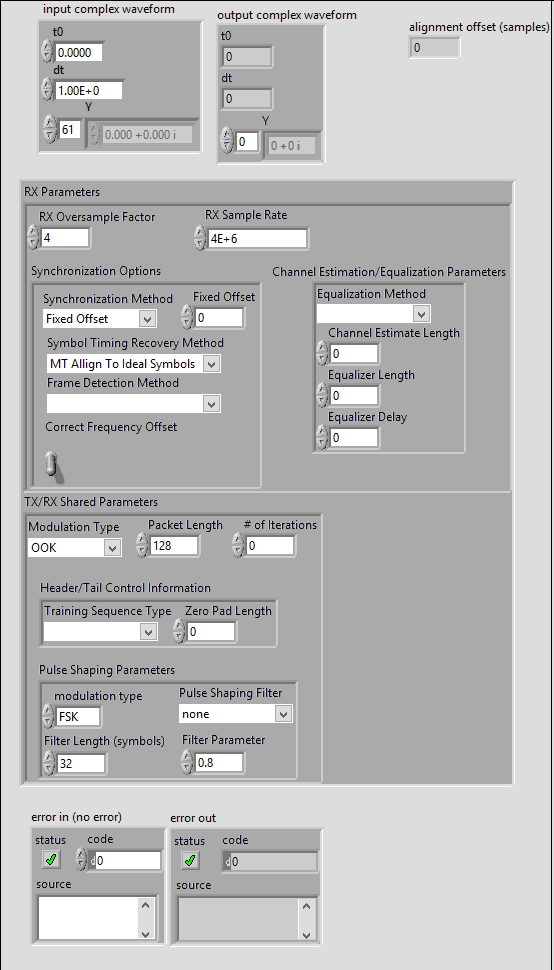 input complex waveform
output complex waveform
alignment offset (samples)
t0
0.0000
dt
1.00E+0
Y
61
0.000 +0.000 i
t0
0
dt
0
Y
0
0 +0 i
0
RX Parameters
RX Oversample Factor
4
RX Sample Rate
4E+6
Synchronization Options
Synchronization Method
Fixed Offset
Fixed Offset
0
Symbol Timing Recovery Method
MT Allign To Ideal Symbols
Frame Detection Method
Correct Frequency Offset
Channel Estimation/Equalization Parameters
Equalization Method
Channel Estimate Length
0
Equalizer Length
0
Equalizer Delay
0
TX/RX Shared Parameters
Modulation Type
OOK
Packet Length
128
# of Iterations
0
Header/Tail Control Information
Training Sequence Type
Zero Pad Length
0
Pulse Shaping Parameters
modulation type
FSK
Pulse Shaping Filter
none
Filter Length (symbols)
32
Filter Parameter
0.8
error in (no error)
status
code
d0
source
error out
status
code
d0
source